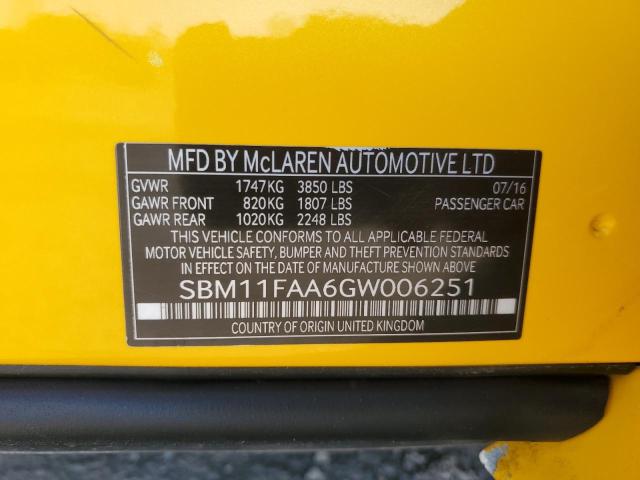 MFD BY McLAREN AUTOMOTIVE LTD
GVWR 1747KG 3850 LBS 07/16
GAWR FRONT 820KG 1807 LBS PASSENGER CAR
GAWR REAR 1020KG 2248 LBS
THIS VEHICLE CONFORMS TO ALL APPLICABLE FEDERAL
MOTOR VEHICLE SAFETY, BUMPER AND THEFT PREVENTION STANDARDS
IN EFFECT ON THE DATE OF MANUFACTURE SHOWN ABOVE.
SBM11FAA6GW006251
COUNTRY OF ORIGIN UNITED KINGDOM